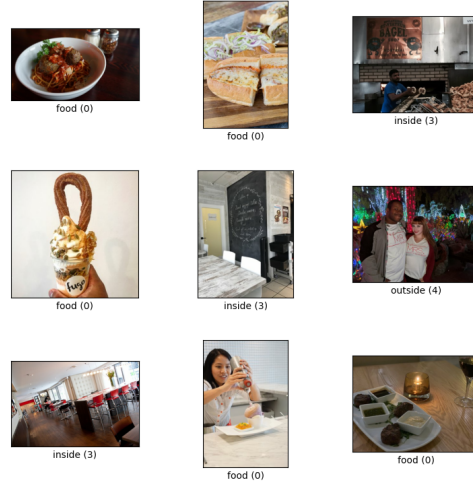 food (0)
food (0)
inside (3)
food (0)
inside (3)
outside (4)
inside (3)
food (0)
food (0)